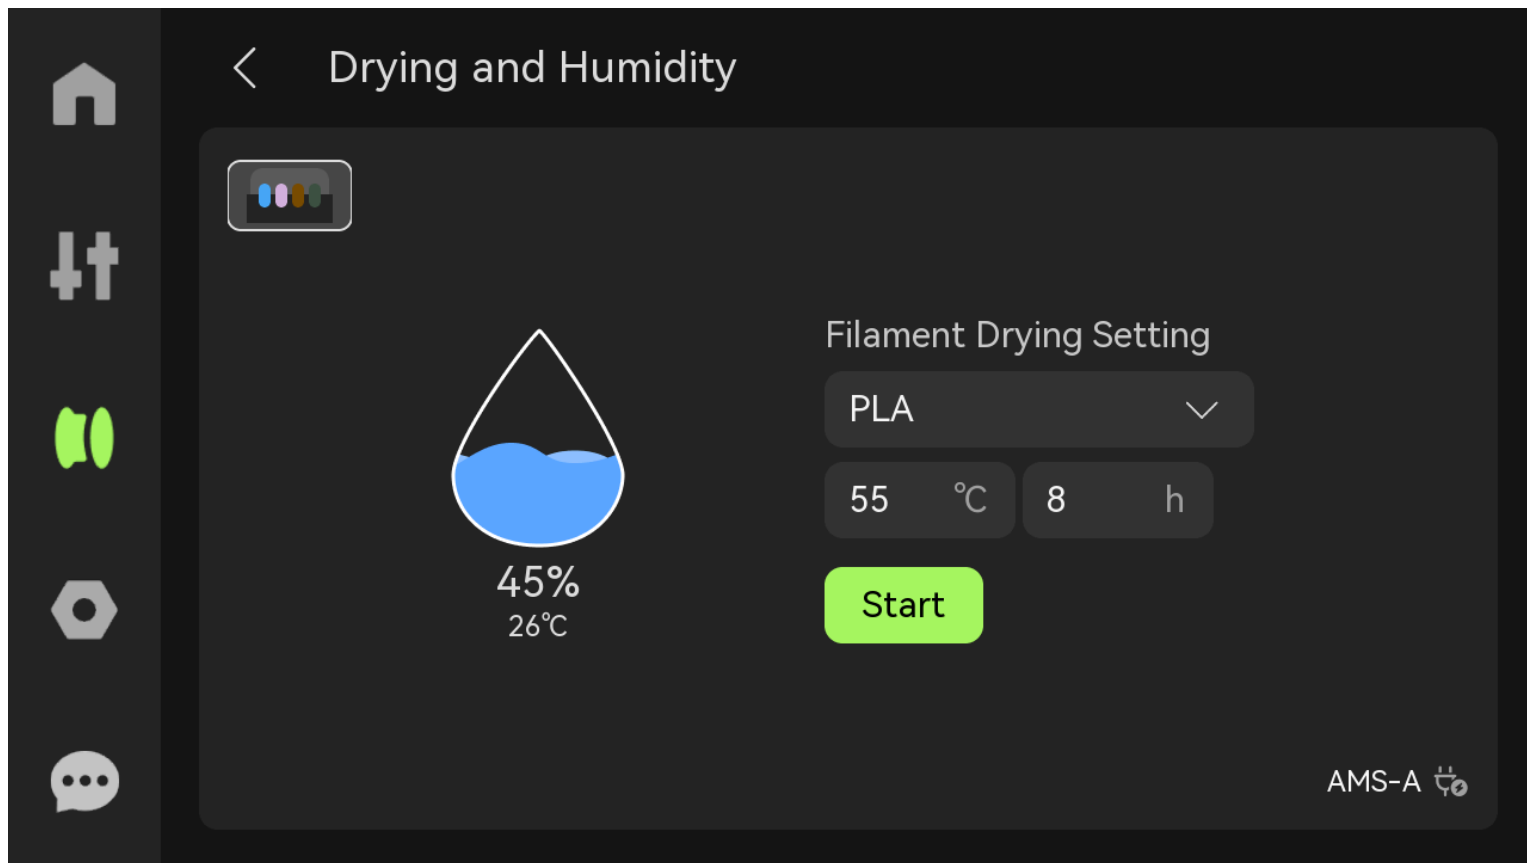 Drying and Humidity
Filament Drying Setting
PLA
55 ℃ 8 h
Start
45%
26℃
AMS-A